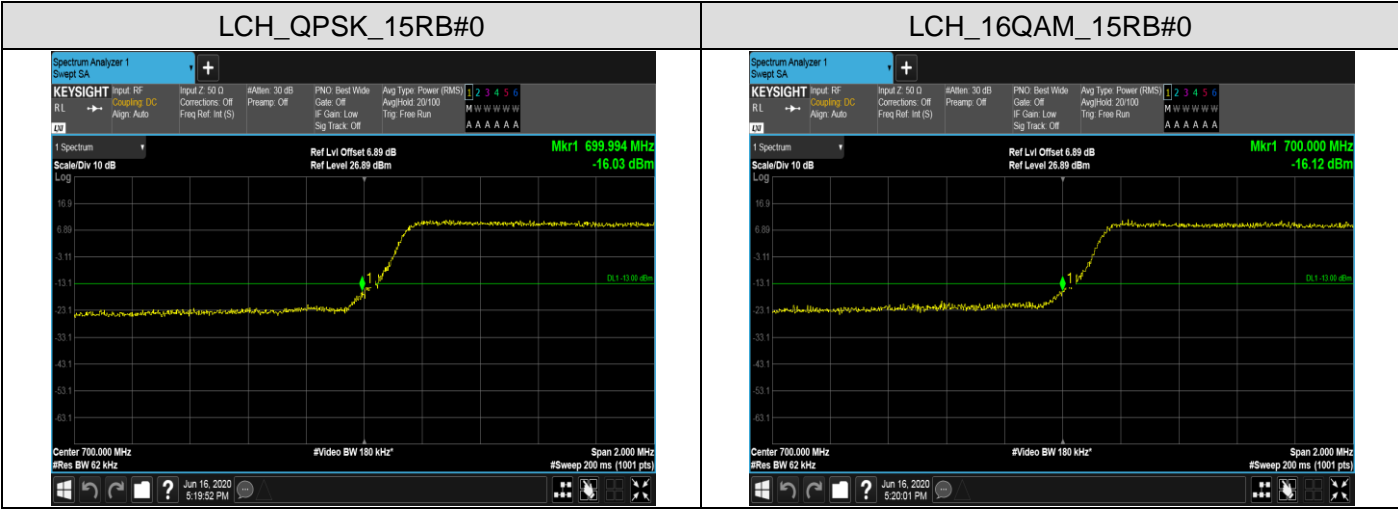 LCH_QPSK_15RB#0
Spectrum Analyzer 1
Swept SA
+
KEYSIGHT
RL
LXI
Input: RF
Coupling: DC
Align: Auto
Input Z: 50 Ω
Corrections: Off
Freq Ref: Int (S)
#Atten: 30 dB
Preamp: Off
PNO: Best Wide
Gate: Off
IF Gain: Low
Sig Track: Off
Avg Type: Power (RMS)
Avg|Hold: 20/100
Trig: Free Run
1 2 3 4 5 6
M W W W W W
A A A A A A
1 Spectrum
Scale/Div 10 dB
Ref Lvl Offset 6.89 dB
Ref Level 26.89 dBm
Mkr1 699.994 MHz
-16.03 dBm
Log
16.9
6.89
-3.11
-13.1
-23.1
-33.1
-43.1
-53.1
-63.1
1
DL1 -13.00 dBm
Center 700.000 MHz
#Res BW 62 kHz
#Video BW 180 kHz*
Span 2.000 MHz
#Sweep 200 ms (1001 pts)
?
Jun 16, 2020
5:19:52 PM
LCH_16QAM_15RB#0
Spectrum Analyzer 1
Swept SA
+
KEYSIGHT
RL
LXI
Input: RF
Coupling: DC
Align: Auto
Input Z: 50 Ω
Corrections: Off
Freq Ref: Int (S)
#Atten: 30 dB
Preamp: Off
PNO: Best Wide
Gate: Off
IF Gain: Low
Sig Track: Off
Avg Type: Power (RMS)
Avg|Hold: 20/100
Trig: Free Run
1 2 3 4 5 6
M W W W W W
A A A A A A
1 Spectrum
Scale/Div 10 dB
Ref Lvl Offset 6.89 dB
Ref Level 26.89 dBm
Mkr1 700.000 MHz
-16.12 dBm
Log
16.9
6.89
-3.11
-13.1
-23.1
-33.1
-43.1
-53.1
-63.1
1
DL1 -13.00 dBm
Center 700.000 MHz
#Res BW 62 kHz
#Video BW 180 kHz*
Span 2.000 MHz
#Sweep 200 ms (1001 pts)
?
Jun 16, 2020
5:20:01 PM